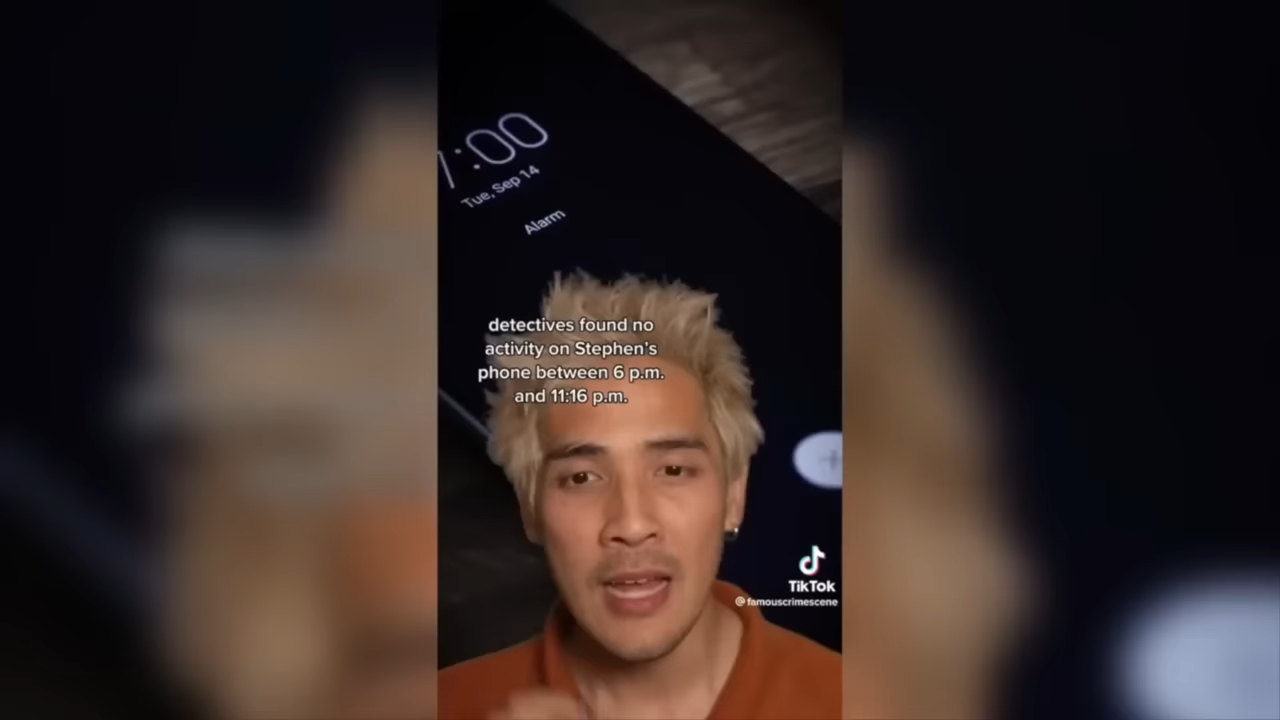 7:00
Tue, Sep 14
Alarm
detectives found no
activity on Stephen's
phone between 6 p.m.
and 11:16 p.m.
TikTok
@famouscrimescene